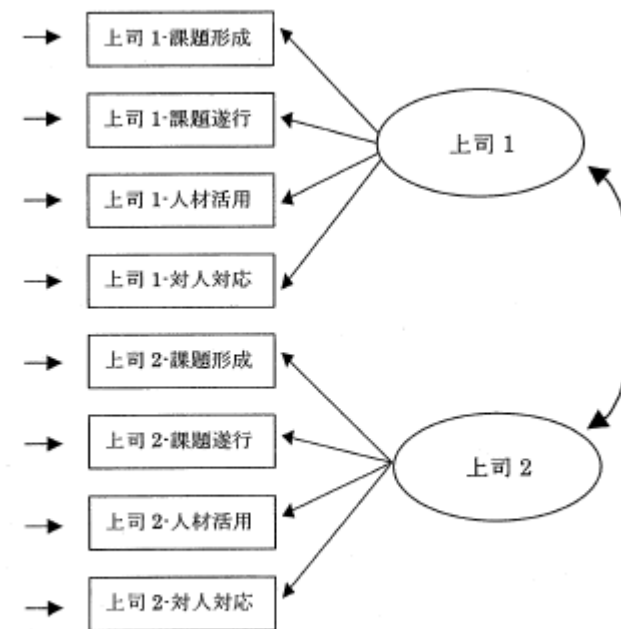 上司 1-課題形成
上司 1-課題遂行
上司 1-人材活用
上司 1-対人対応
上司 1
上司 2-課題形成
上司 2-課題遂行
上司 2-人材活用
上司 2-対人対応
上司 2